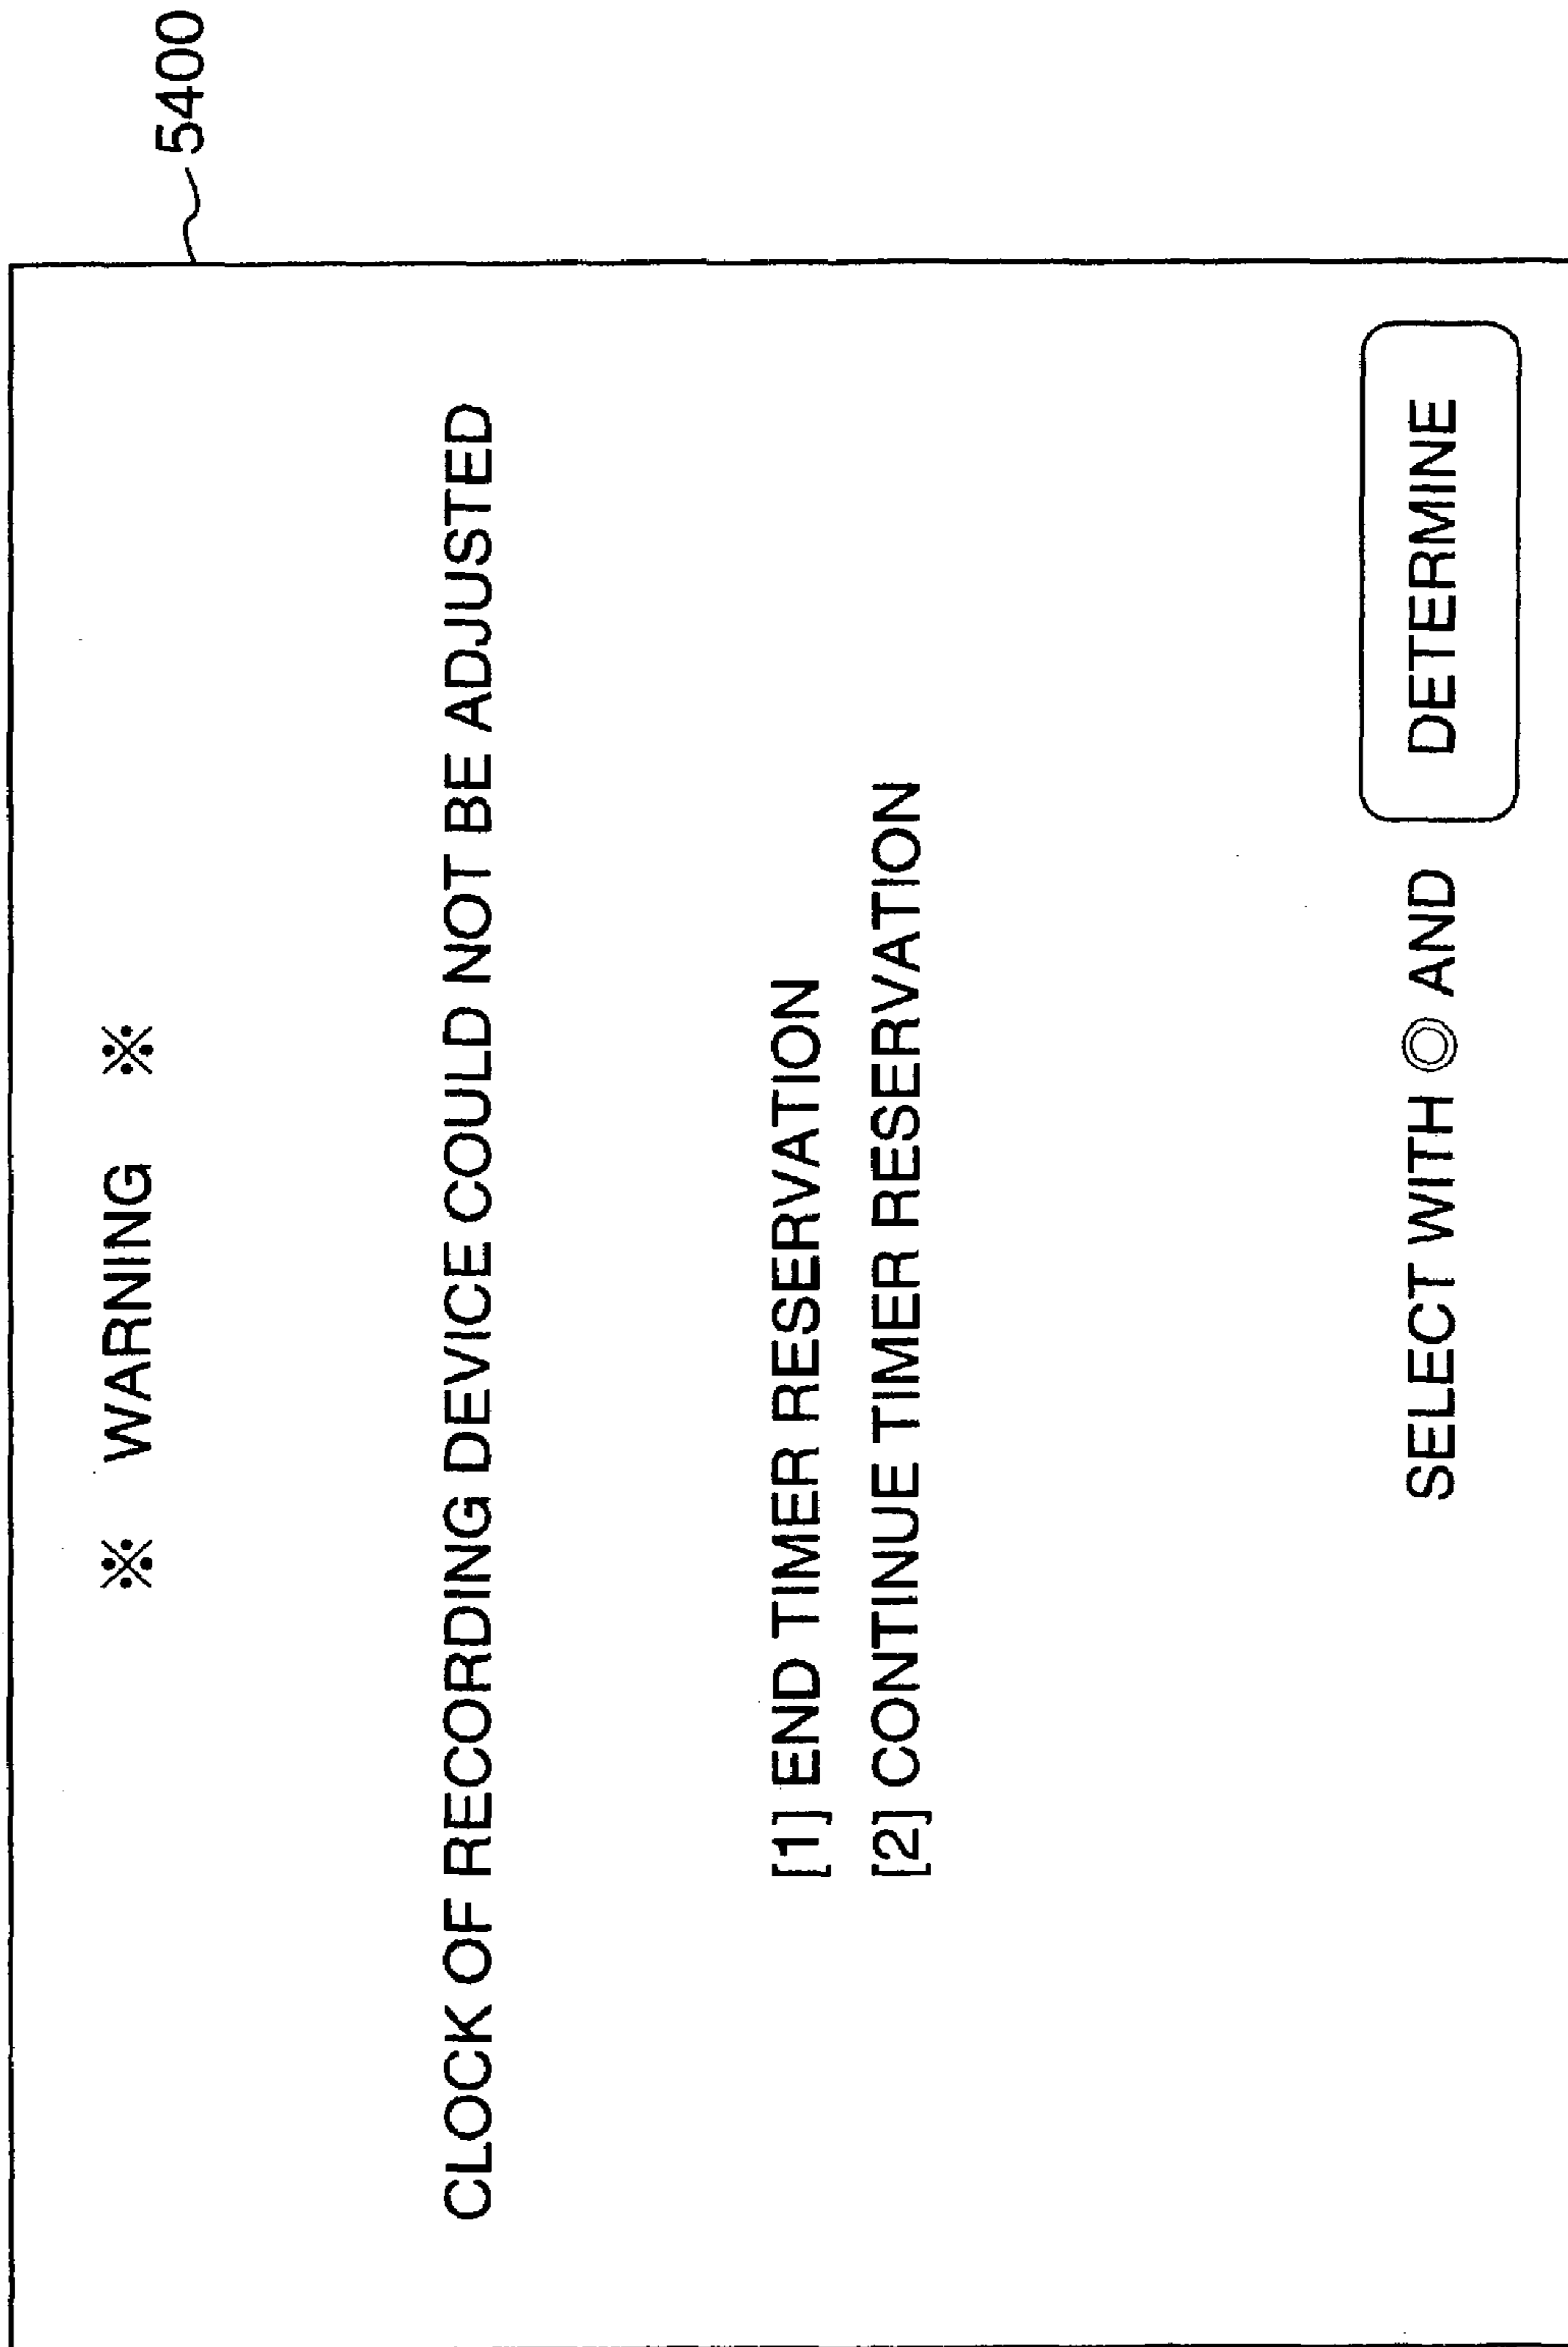 5400
※ WARNING ※
CLOCK OF RECORDING DEVICE COULD NOT BE ADJUSTED
[1] END TIMER RESERVATION
[2] CONTINUE TIMER RESERVATION
SELECT WITH ◎ AND DETERMINE